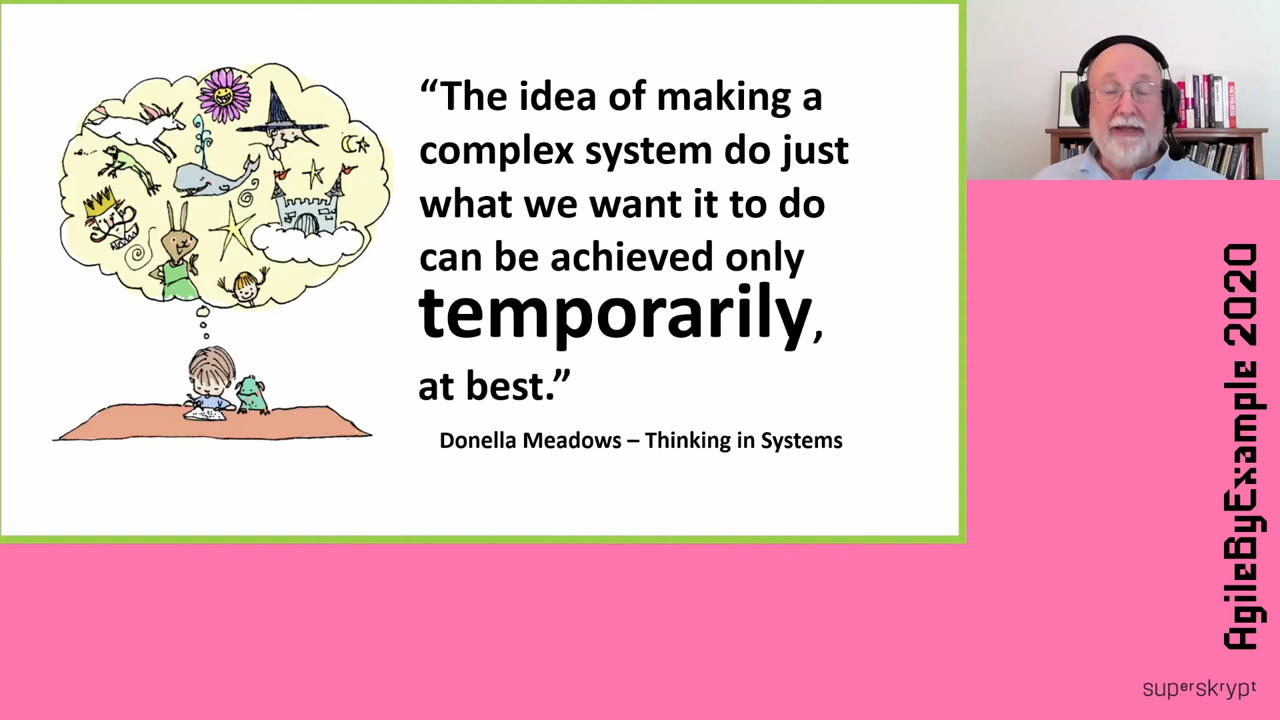 “The idea of making a
complex system do just
what we want it to do
can be achieved only
temporarily,
at best.”
Donella Meadows – Thinking in Systems
AgileByExample 2020
superskrypt